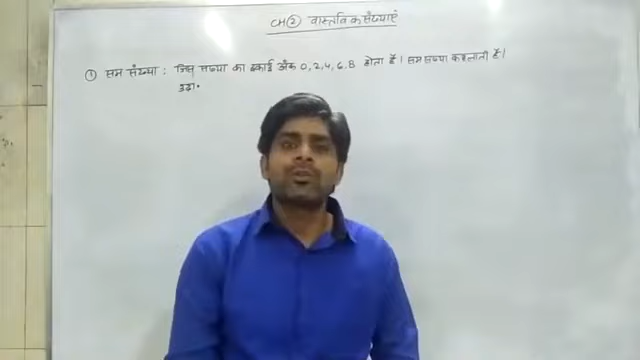 CH② वास्तविक संख्याएं
① सम संख्या : जिस संख्या का इकाई अंक 0,2,4,6,8 होता है। सम संख्या कहलाती है।
उदा॰